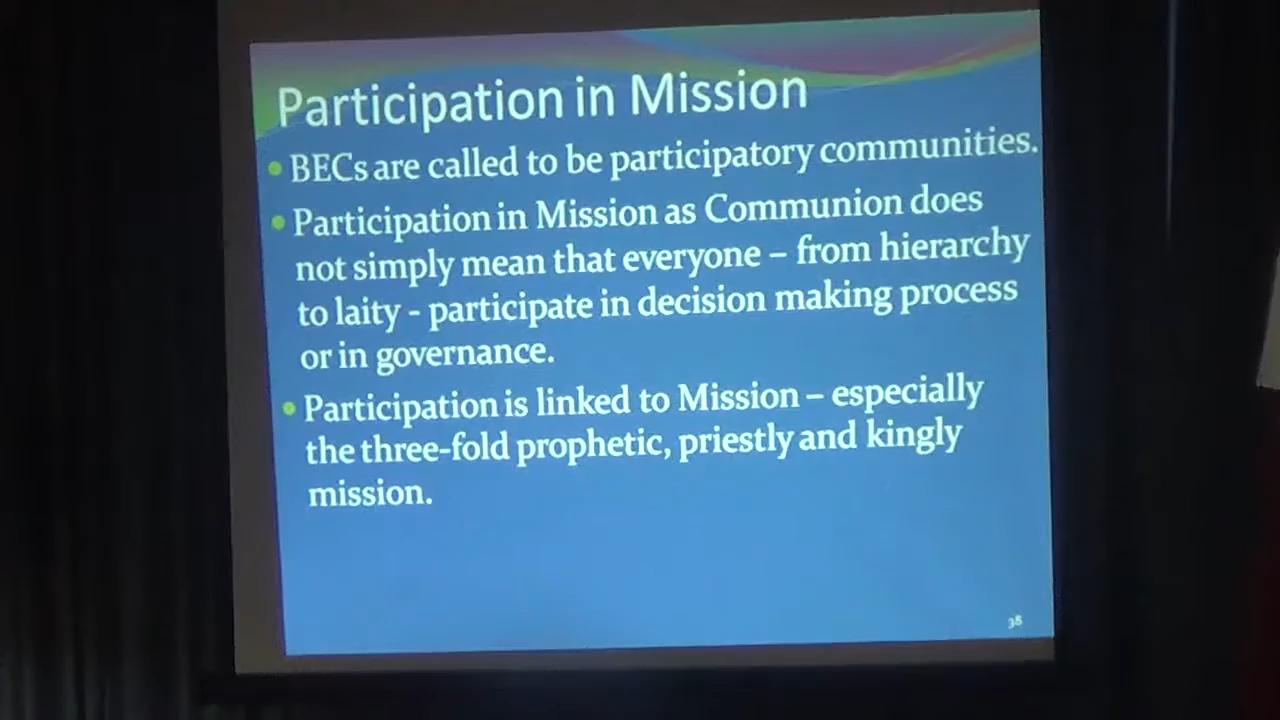 Participation in Mission
• BECs are called to be participatory communities.
• Participation in Mission as Communion does
not simply mean that everyone – from hierarchy
to laity - participate in decision making process
or in governance.
• Participation is linked to Mission – especially
the three-fold prophetic, priestly and kingly
mission.
38